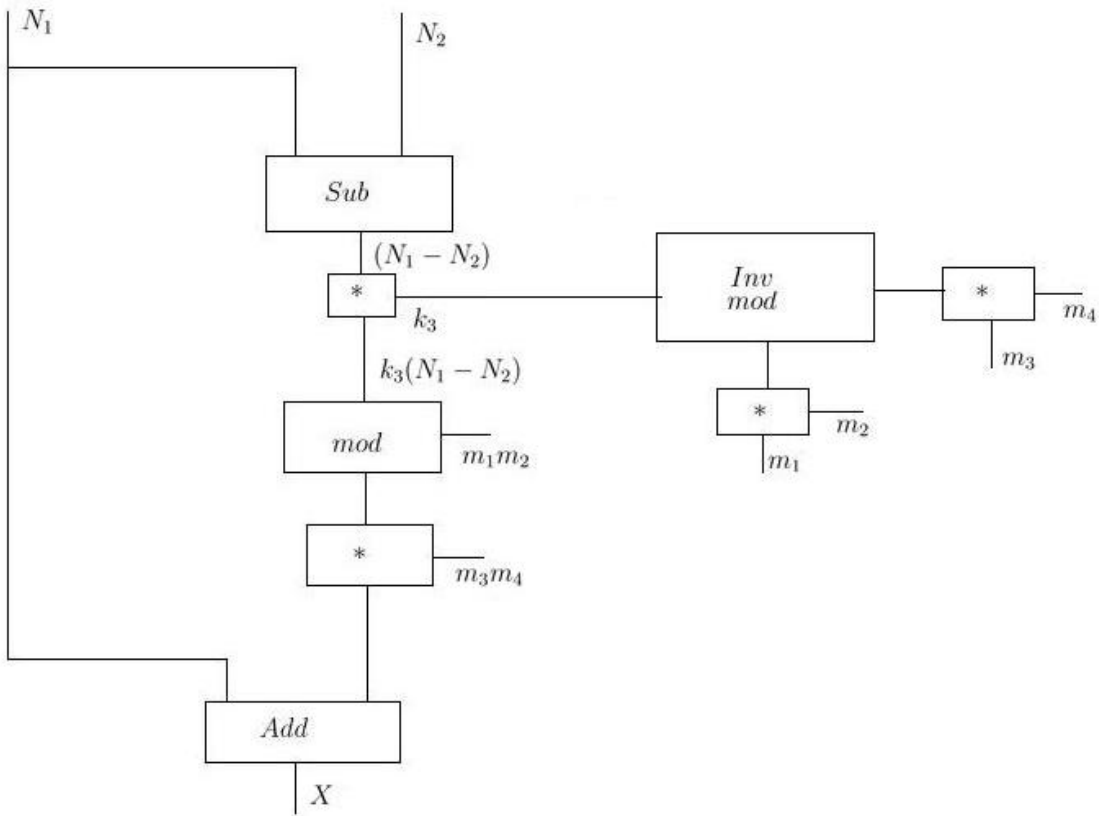 N₁
N₂
Sub
(N₁ − N₂)
*
k₃
Inv
mod
*
m₄
m₃
k₃(N₁ − N₂)
*
m₂
m₁
mod
m₁m₂
*
m₃m₄
Add
X